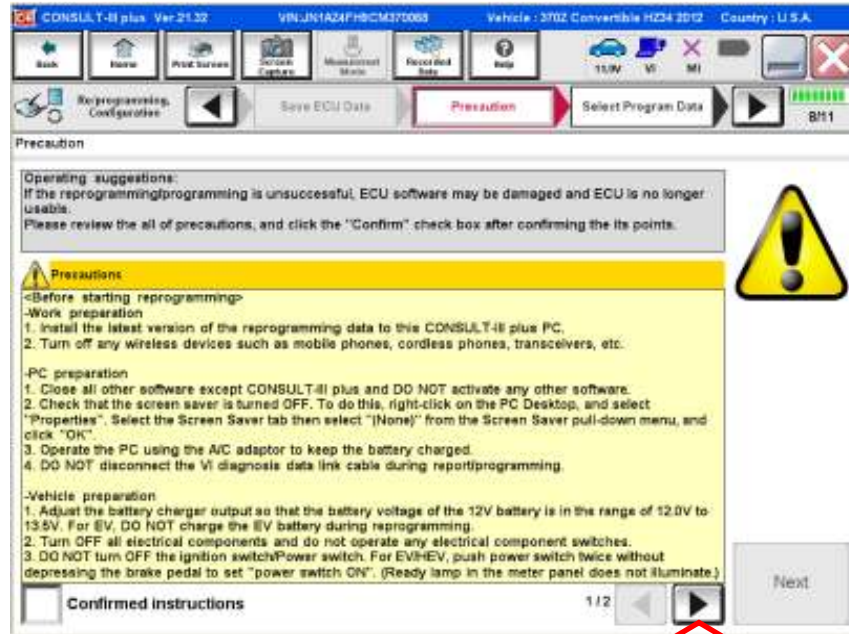 CONSULT-III plus Ver.21.32 VIN:JN1AZ4FH8CM370068 Vehicle : 370Z Convertible HZ34 2012 Country : U.S.A.
Back Home Print Screen Screen Capture Measurement Mode Recorded Data Help 11.9V VI MI
Re/programming, Configuration Save ECU Data Precaution Select Program Data 8/11
Precaution
Operating suggestions:
If the reprogramming/programming is unsuccessful, ECU software may be damaged and ECU is no longer
usable.
Please review the all of precautions, and click the "Confirm" check box after confirming the its points.
Precautions
<Before starting reprogramming>
-Work preparation
1. Install the latest version of the reprogramming data to this CONSULT-III plus PC.
2. Turn off any wireless devices such as mobile phones, cordless phones, transceivers, etc.
-PC preparation
1. Close all other software except CONSULT-III plus and DO NOT activate any other software.
2. Check that the screen saver is turned OFF. To do this, right-click on the PC Desktop, and select
"Properties". Select the Screen Saver tab then select "(None)" from the Screen Saver pull-down menu, and
click "OK".
3. Operate the PC using the A/C adaptor to keep the battery charged.
4. DO NOT disconnect the VI diagnosis data link cable during report/programming.
-Vehicle preparation
1. Adjust the battery charger output so that the battery voltage of the 12V battery is in the range of 12.0V to
13.5V. For EV, DO NOT charge the EV battery during reprogramming.
2. Turn OFF all electrical components and do not operate any electrical component switches.
3. DO NOT turn OFF the ignition switch/Power switch. For EV/HEV, push power switch twice without
depressing the brake pedal to set "power switch ON". (Ready lamp in the meter panel does not illuminate.)
Confirmed instructions 1/2 Next